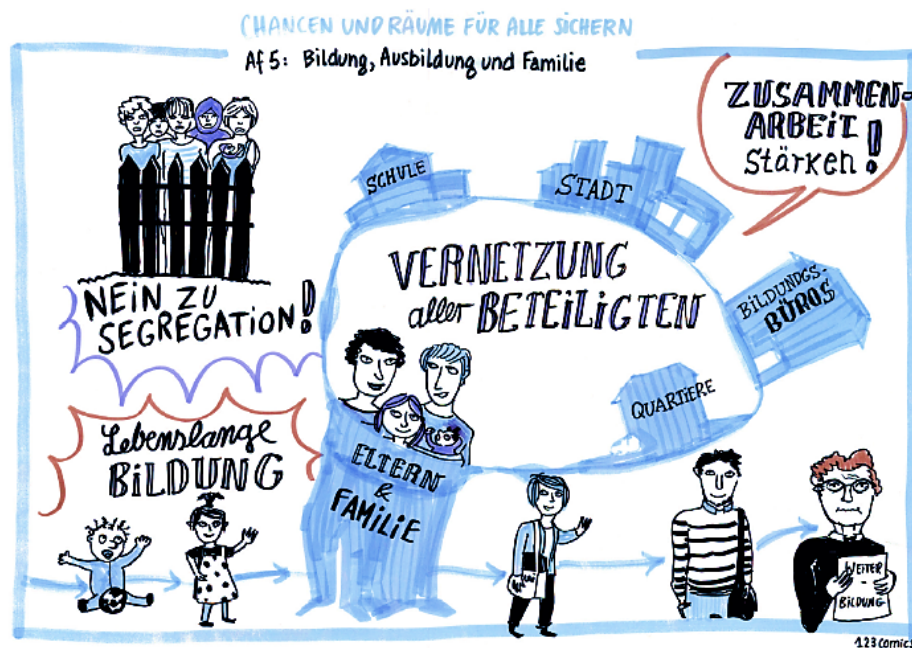 CHANCEN UND RÄUME FÜR ALLE SICHERN
AF 5: Bildung, Ausbildung und Familie
ZUSAMMEN-
ARBEIT
Stärken!
SCHULE
STADT
VERNETZUNG
aller BETEILIGTEN
BILDUNGS-
BÜROS
NEIN ZU
SEGREGATION!
QUARTIERE
Lebenslange
BILDUNG
ELTERN
&
FAMILIE
WEITER
-
BILDUNG
123comics